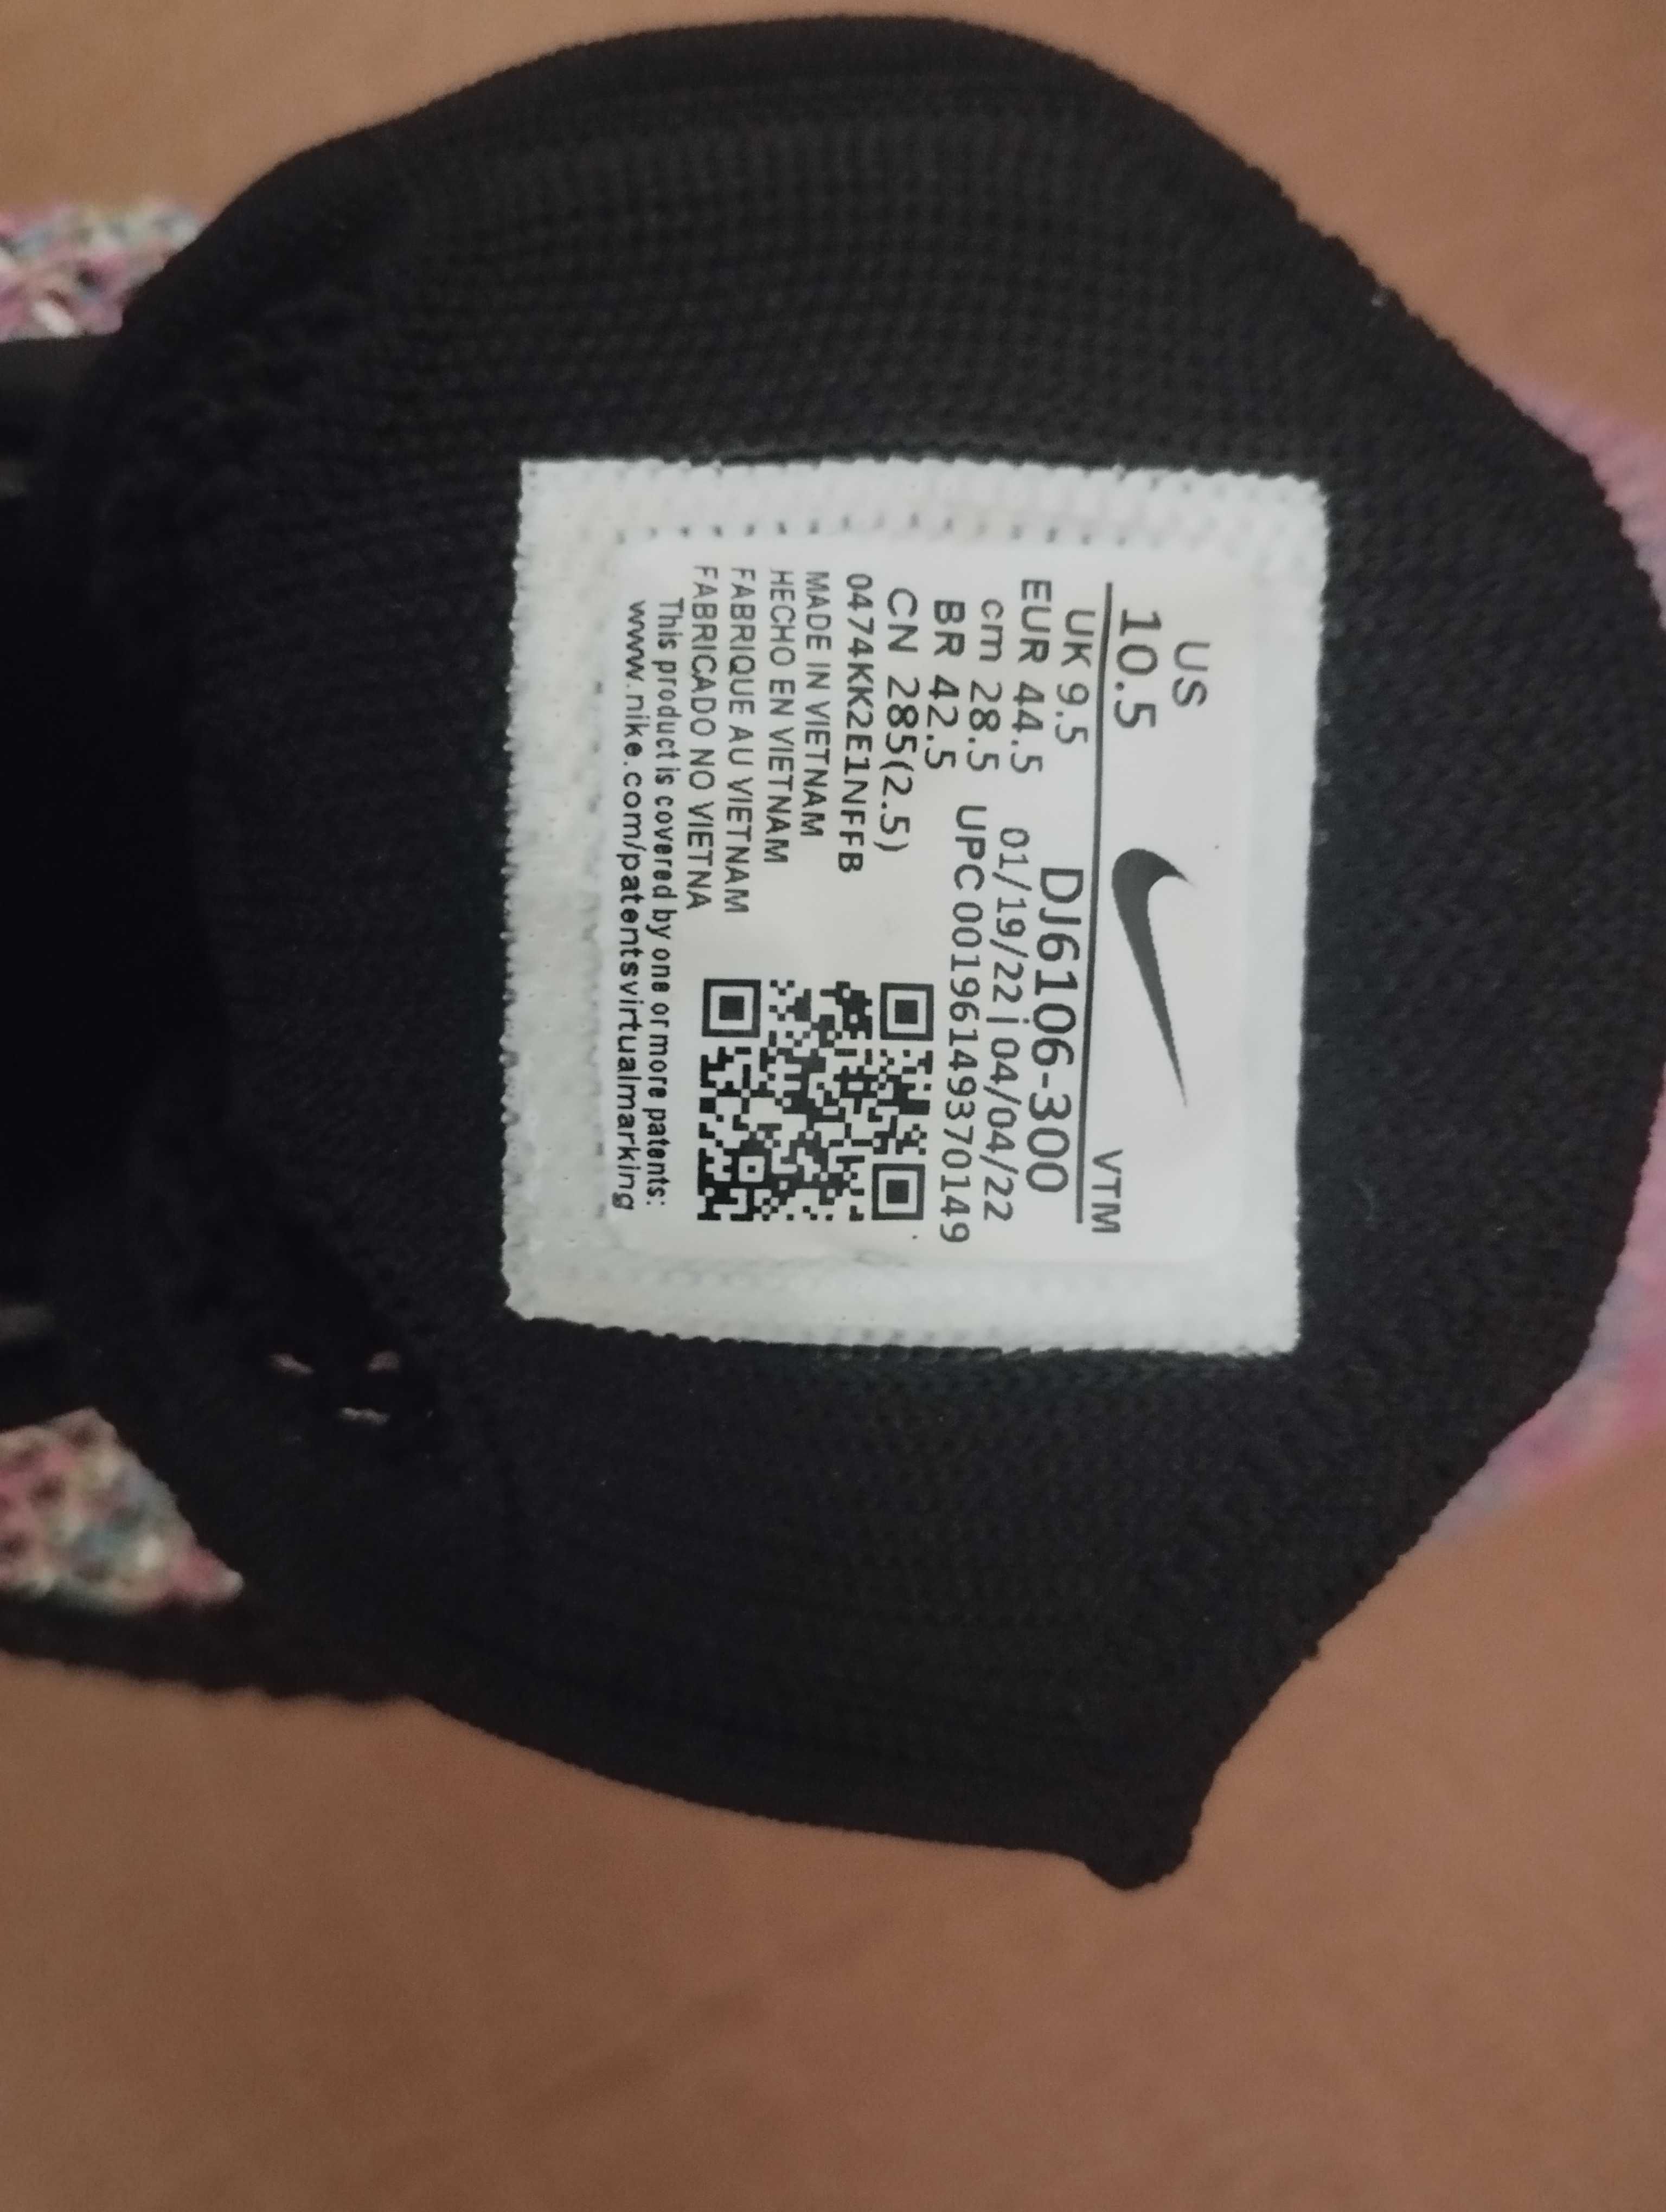 US
10.5
VTM
UK 9.5
DJ6106-300
EUR 44.5
01/19/22 | 04/04/22
cm 28.5
UPC 00196149370149
BR 42.5
CN 285(2.5)
0474KK2E1NFFB
MADE IN VIETNAM
HECHO EN VIETNAM
FABRIQUE AU VIETNAM
FABRICADO NO VIETNA
This product is covered by one or more patents:
www.nike.com/patentsvirtualmarking